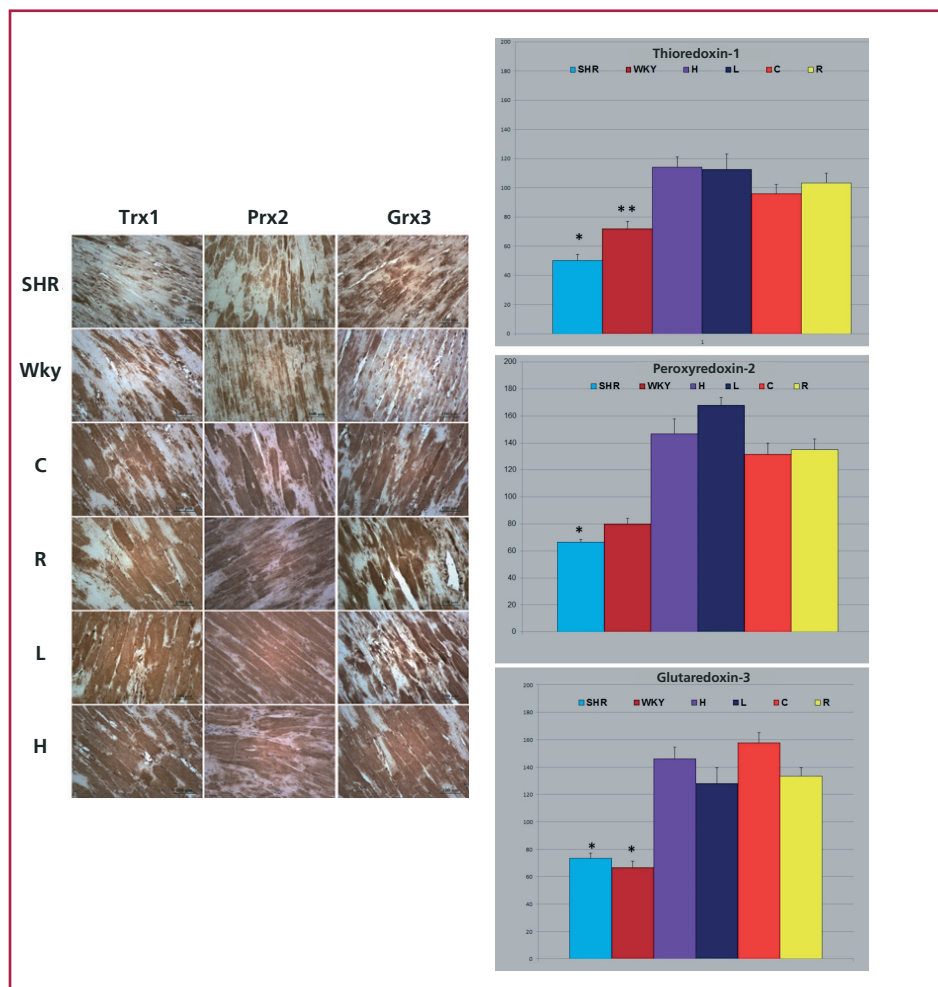 Trx1 Prx2 Grx3
SHR
Wky
C
R
L
H
Thioredoxin-1
SHR WKY H L C R
200
180
160
140
120
100
80
60
40
20
0
* **
1
Peroxyredoxin-2
SHR WKY H L C R
200
180
160
140
120
100
80
60
40
20
0
*
Glutaredoxin-3
SHR WKY H L C R
200
180
160
140
120
100
80
60
40
20
0
* *